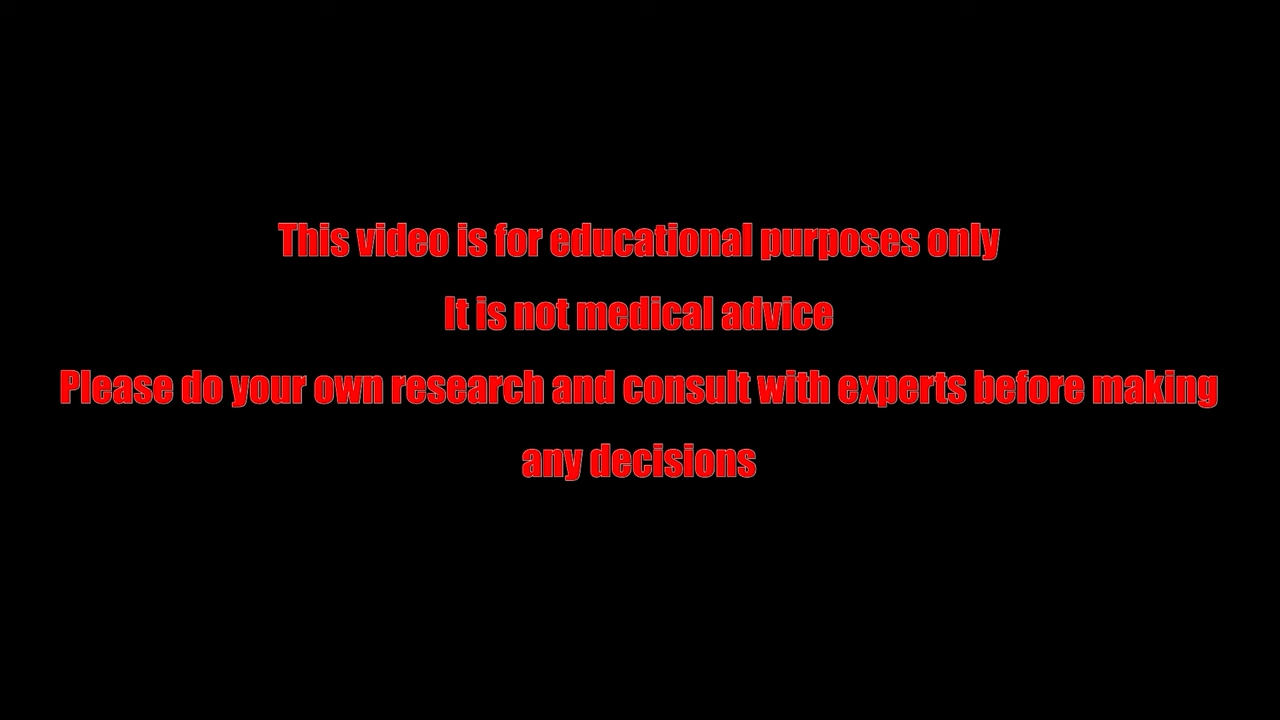 This video is for educational purposes only
It is not medical advice
Please do your own research and consult with experts before making
any decisions